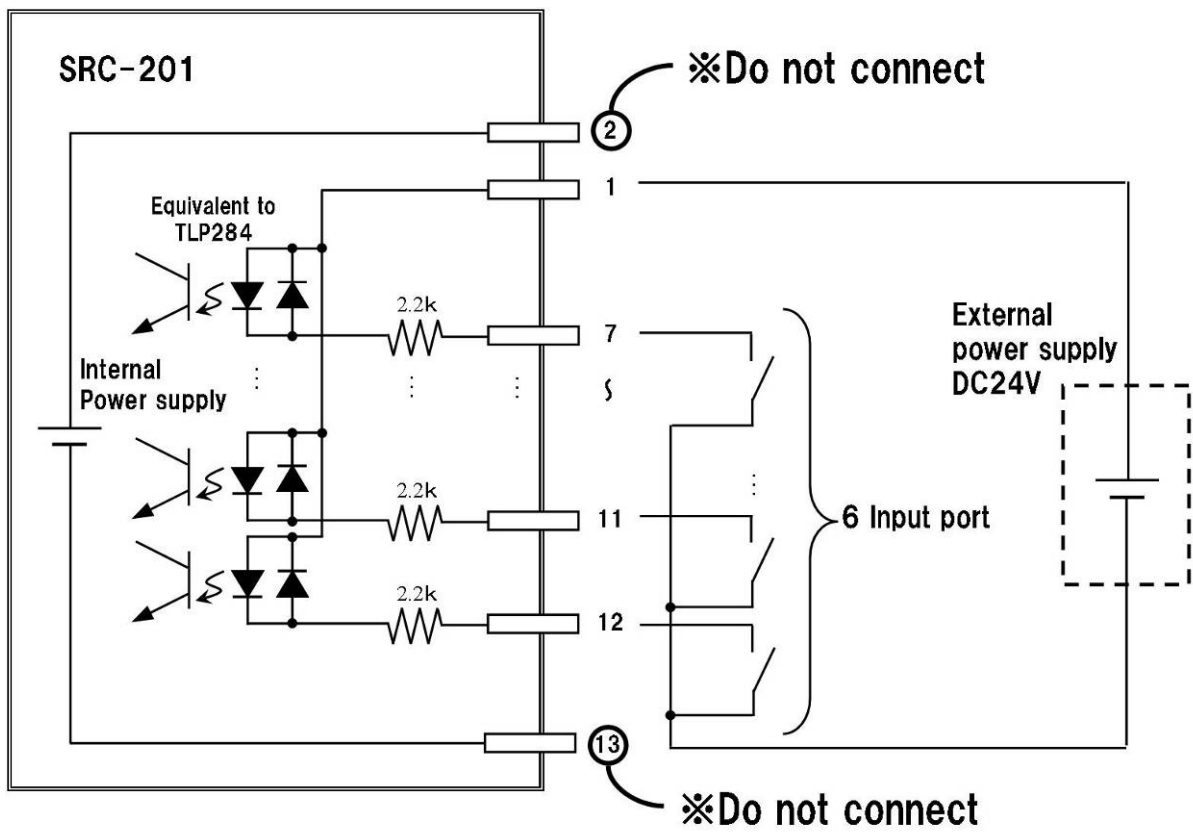 SRC-201
※Do not connect
2
1
Equivalent to
TLP284
2.2k
7
Internal
Power supply
External
power supply
DC24V
2.2k
11
6 Input port
2.2k
12
13
※Do not connect